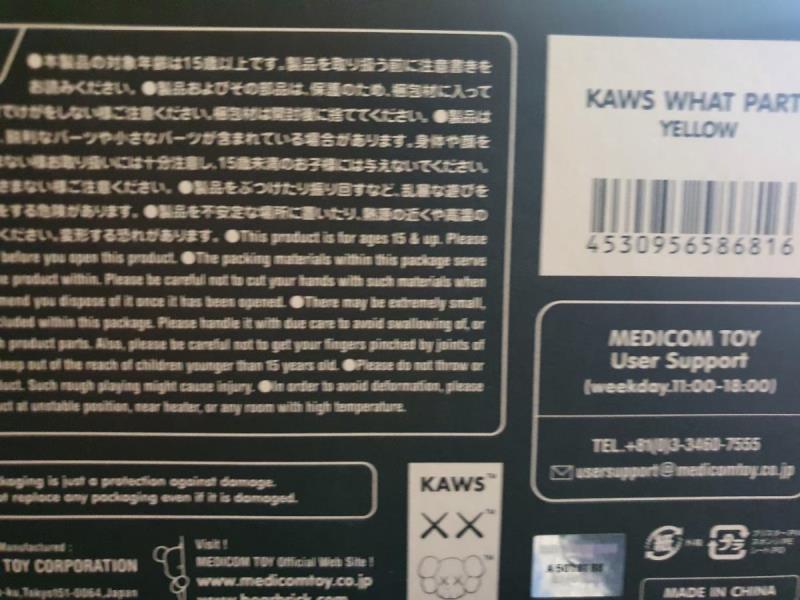 ●本製品の対象年齢は15歳以上です。製品を取り扱う前に注意書きを
お読みください。●製品およびその部品は、保護のため、梱包材に入って
てけがをしない様ご注意ください。梱包材は開封後に捨ててください。●製品は
鋭利なパーツや小さなパーツが含まれている場合があります。身体や顔を
ない様お取り扱いには十分注意し、15歳未満のお子様には与えないでください。
きまない様ご注意ください。●製品をぶつけたり振り回すなど、乱暴な遊びを
をする危険があります。●製品を不安定な場所に置いたり、熱源の近くや高温の
ください。変形する恐れがあります。●This product is for ages 15 & up. Please
before you open this product. ●The packing materials within this package serve
product within. Please be careful not to cut your hands with such materials when
mend you dispose of it once it has been opened. ●There may be extremely small,
cluded within this package. Please handle it with due care to avoid swallowing of, or
product parts. Also, please be careful not to get your fingers pinched by joints of
keep out of the reach of children younger than 15 years old. ●Please do not throw or
uct. Such rough playing might cause injury. ●In order to avoid deformation, please
uct at unstable position, near heater, or any room with high temperature.
kaging is just a protection against damage.
ot replace any packaging even if it is damaged.
Manufactured :
TOY CORPORATION
-ku,Tokyo151-0064,Japan
Visit !
MEDICOM TOY Official Web Site !
www.medicomtoy.co.jp
www.bearbrick.com
KAWS™
XX™
KAWS WHAT PART
YELLOW
4530956586816
MEDICOM TOY
User Support
(weekday.11:00-18:00)
TEL.+81(0)3-3460-7555
usersupport@medicomtoy.co.jp
プラ
外箱
MADE IN CHINA